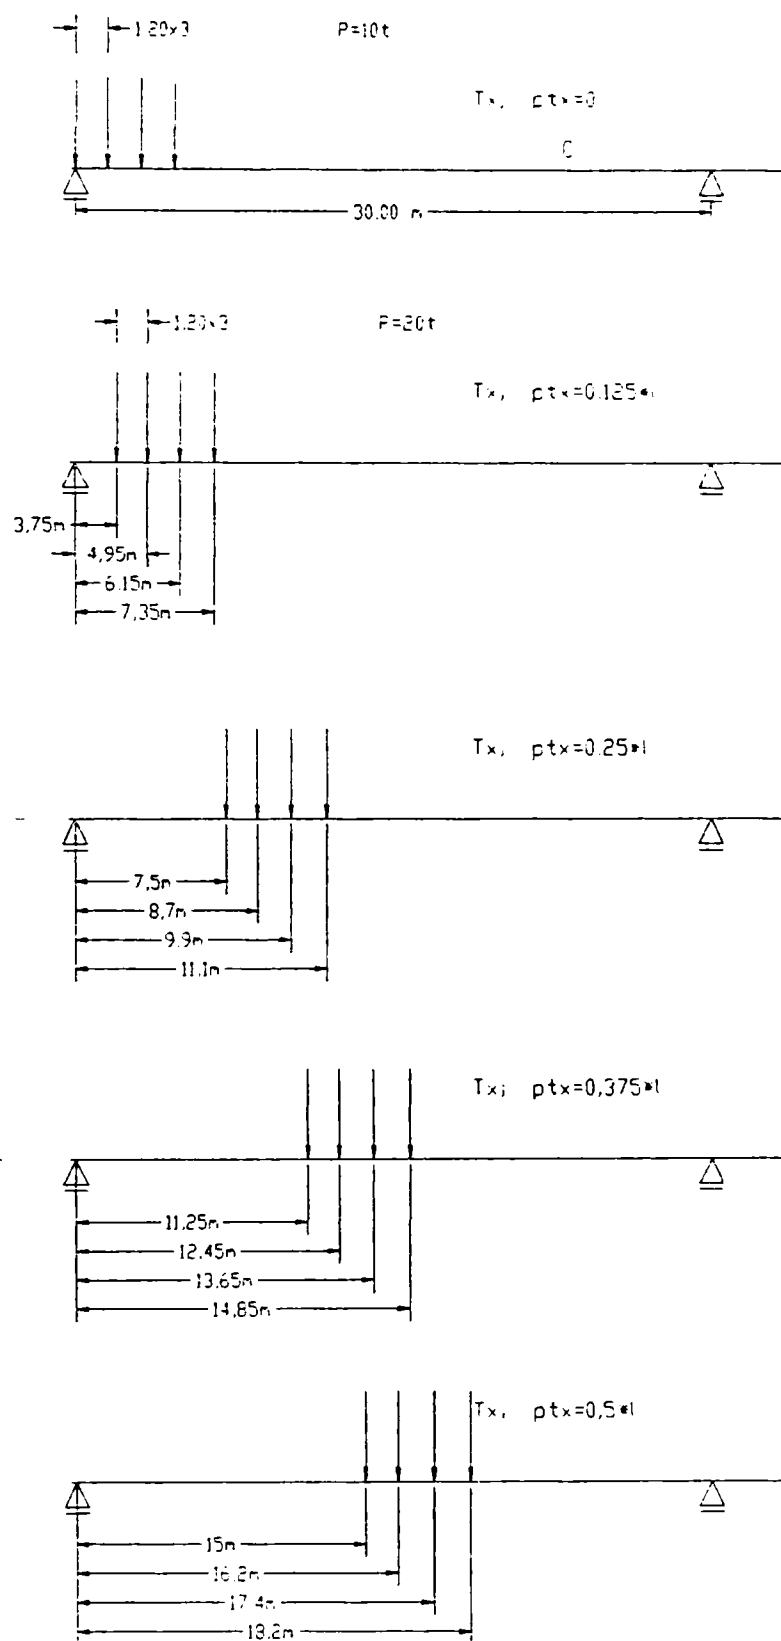 1.20x3
P=10t
Tx, ptx=0
C
30.00 m
1.20x3
P=20t
Tx, ptx=0.125*l
3,75m
4,95m
6.15m
7,35m
Tx, ptx=0.25*l
7,5m
8,7m
9.9m
11.1m
Tx; ptx=0,375*l
11,25m
12.45m
13.65m
14,85m
Tx, ptx=0,5*l
15m
16.2m
17.4m
18.2m